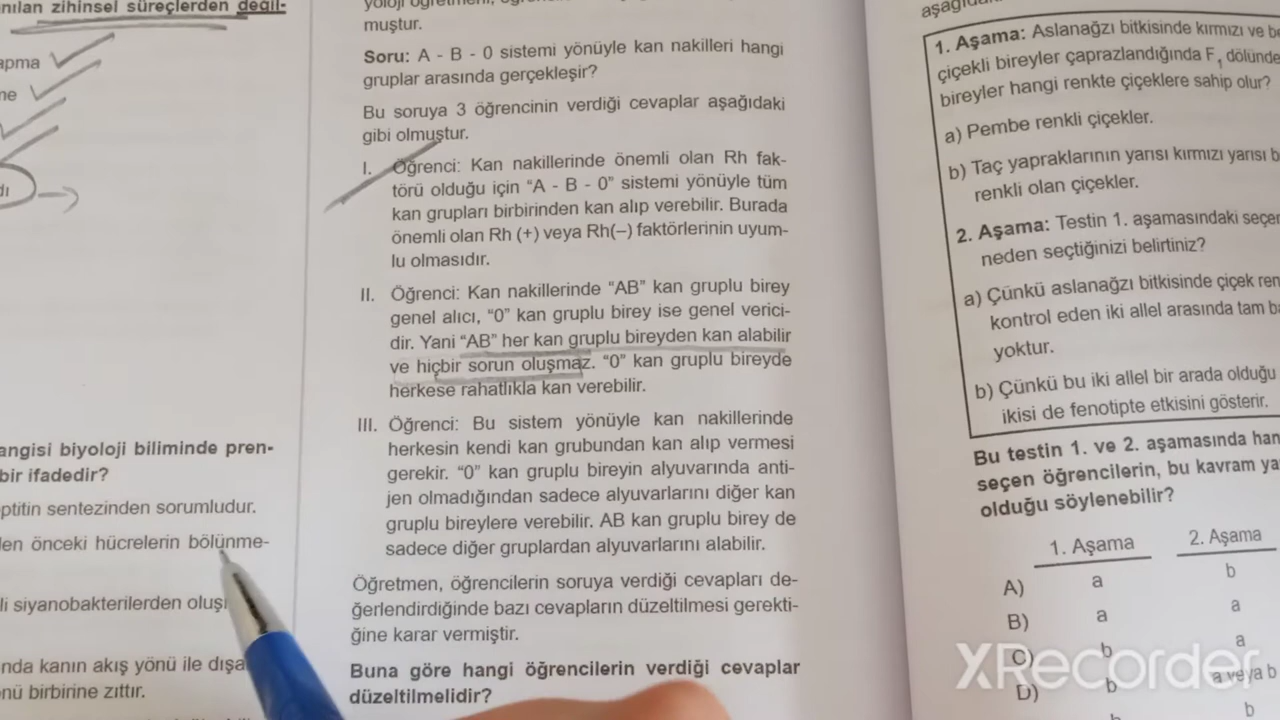 zihinsel süreçlerden değil-
apma
me
dı
angisi biyoloji biliminde pren-
bir ifadedir?
sentezinden sorumludur.
den önceki hücrelerin bölünme-
li siyanobakterilerden
nda kanın akış yönü ile
nü birbirine zıttır.
muştur.
Soru: A - B - 0 sistemi yönüyle kan nakilleri hangi
gruplar arasında gerçekleşir?
Bu soruya 3 öğrencinin verdiği cevaplar aşağıdaki
gibi olmuştur.
I. Öğrenci: Kan nakillerinde önemli olan Rh fak-
törü olduğu için “A - B - 0” sistemi yönüyle tüm
kan grupları birbirinden kan alıp verebilir. Burada
önemli olan Rh (+) veya Rh(–) faktörlerinin uyum-
lu olmasıdır.
II. Öğrenci: Kan nakillerinde “AB” kan gruplu birey
genel alıcı, “0” kan gruplu birey ise genel verici-
dir. Yani “AB” her kan gruplu bireyden kan alabilir
ve hiçbir sorun oluşmaz. “0” kan gruplu bireyde
herkese rahatlıkla kan verebilir.
III. Öğrenci: Bu sistem yönüyle kan nakillerinde
herkesin kendi kan grubundan kan alıp vermesi
gerekir. “0” kan gruplu bireyin alyuvarında anti-
jen olmadığından sadece alyuvarlarını diğer kan
gruplu bireylere verebilir. AB kan gruplu birey de
sadece diğer gruplardan alyuvarlarını alabilir.
Öğretmen, öğrencilerin soruya verdiği cevapları de-
ğerlendirdiğinde bazı cevapların düzeltilmesi gerekti-
ğine karar vermiştir.
Buna göre hangi öğrencilerin verdiği cevaplar
düzeltilmelidir?
1. Aşama: Aslanağzı bitkisinde kırmızı ve be
çiçekli bireyler çaprazlandığında F1 dölünde
bireyler hangi renkte çiçeklere sahip olur?
a) Pembe renkli çiçekler.
b) Taç yapraklarının yarısı kırmızı yarısı b
renkli olan çiçekler.
2. Aşama: Testin 1. aşamasındaki seçen
neden seçtiğinizi belirtiniz?
a) Çünkü aslanağzı bitkisinde çiçek ren
kontrol eden iki allel arasında tam ba
yoktur.
b) Çünkü bu iki allel bir arada olduğu
ikisi de fenotipte etkisini gösterir.
Bu testin 1. ve 2. aşamasında han
seçen öğrencilerin, bu kavram ya
olduğu söylenebilir?
1. Aşama 2. Aşama
A) a b
B) a a
C) b a
D) b a veya b
b b
XRecorder